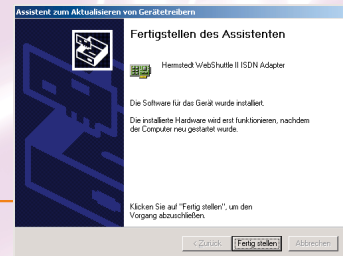 Assistent zum Aktualisieren von Gerätetreibern
Fertigstellen des Assistenten
Hermstedt WebShuttle II ISDN Adapter
Die Software für das Gerät wurde installiert.
Die installierte Hardware wird erst funktionieren, nachdem
der Computer neu gestartet wurde.
Klicken Sie auf "Fertig stellen", um den
Vorgang abzuschließen.
< Zurück
Fertig stellen
Abbrechen